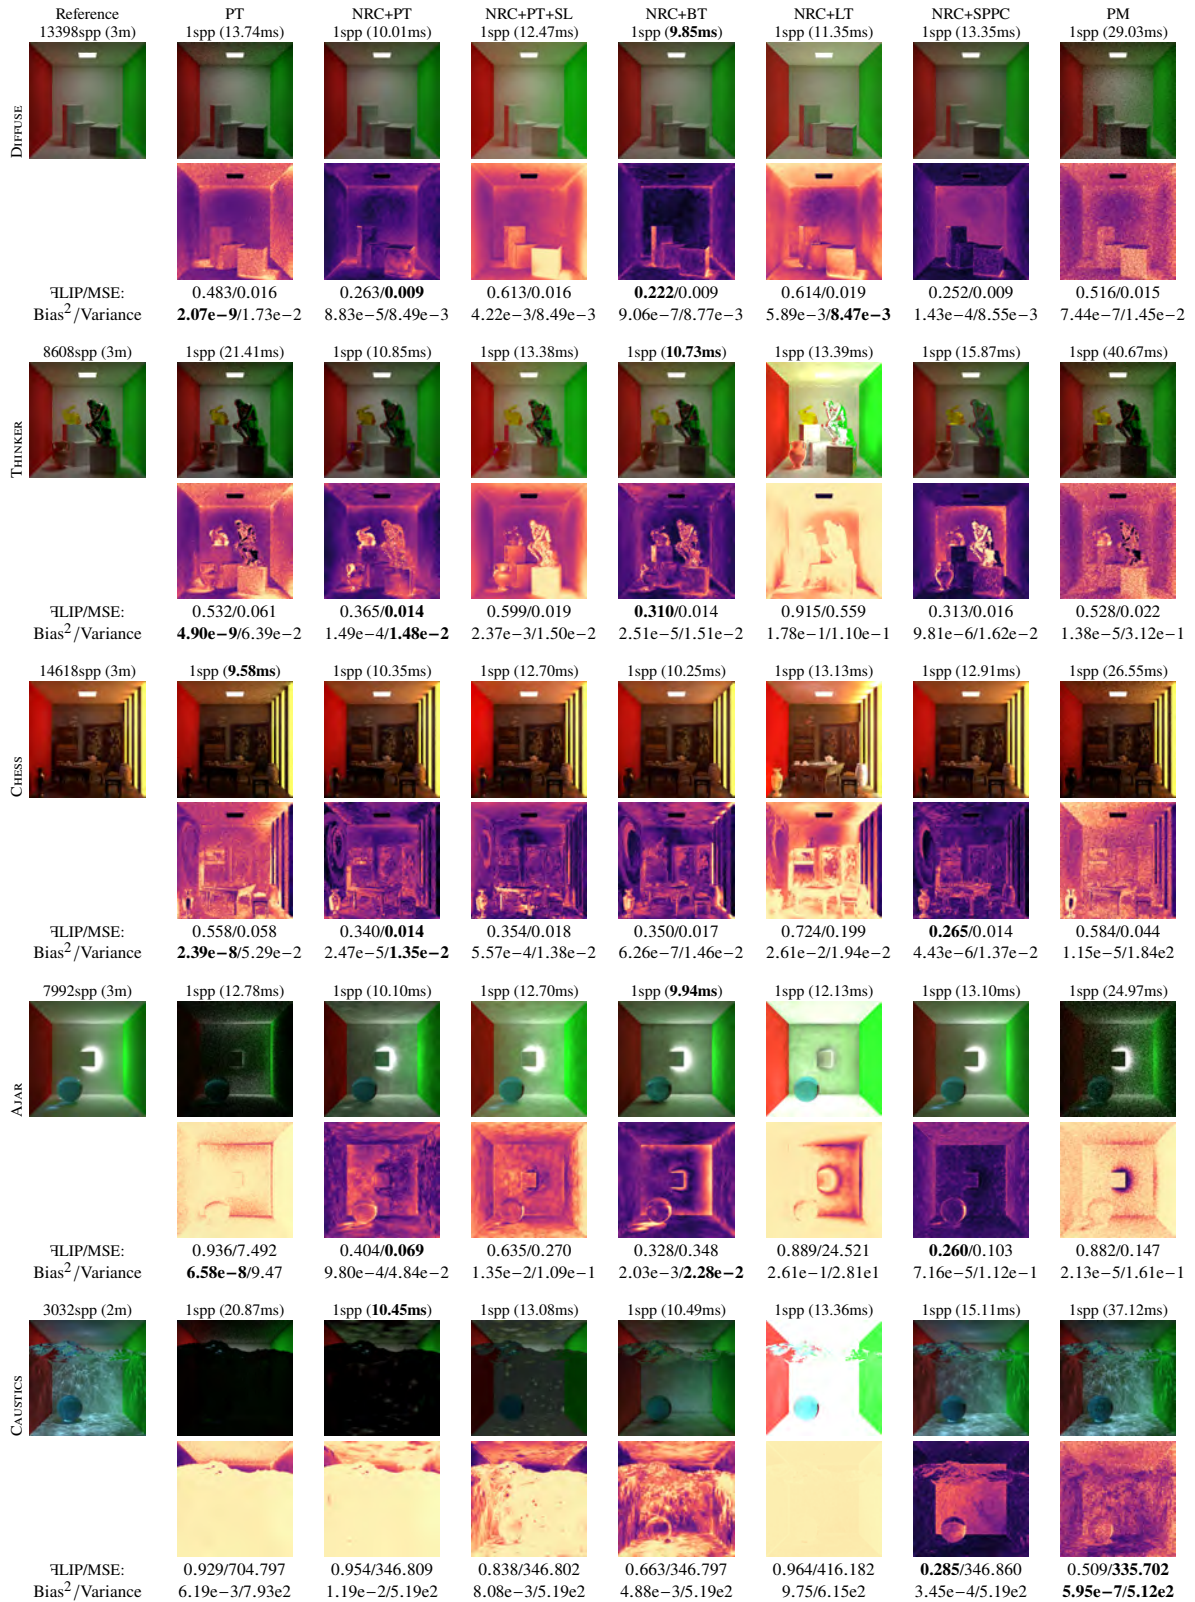 Reference PT NRC+PT NRC+PT+SL NRC+BT NRC+LT NRC+SPPC PM
13398spp (3m) 1spp (13.74ms) 1spp (10.01ms) 1spp (12.47ms) 1spp (9.85ms) 1spp (11.35ms) 1spp (13.35ms) 1spp (29.03ms)
DIFFUSE
ꟻLIP/MSE: 0.483/0.016 0.263/0.009 0.613/0.016 0.222/0.009 0.614/0.019 0.252/0.009 0.516/0.015
Bias²/Variance 2.07e−9/1.73e−2 8.83e−5/8.49e−3 4.22e−3/8.49e−3 9.06e−7/8.77e−3 5.89e−3/8.47e−3 1.43e−4/8.55e−3 7.44e−7/1.45e−2
8608spp (3m) 1spp (21.41ms) 1spp (10.85ms) 1spp (13.38ms) 1spp (10.73ms) 1spp (13.39ms) 1spp (15.87ms) 1spp (40.67ms)
THINKER
ꟻLIP/MSE: 0.532/0.061 0.365/0.014 0.599/0.019 0.310/0.014 0.915/0.559 0.313/0.016 0.528/0.022
Bias²/Variance 4.90e−9/6.39e−2 1.49e−4/1.48e−2 2.37e−3/1.50e−2 2.51e−5/1.51e−2 1.78e−1/1.10e−1 9.81e−6/1.62e−2 1.38e−5/3.12e−1
14618spp (3m) 1spp (9.58ms) 1spp (10.35ms) 1spp (12.70ms) 1spp (10.25ms) 1spp (13.13ms) 1spp (12.91ms) 1spp (26.55ms)
CHESS
ꟻLIP/MSE: 0.558/0.058 0.340/0.014 0.354/0.018 0.350/0.017 0.724/0.199 0.265/0.014 0.584/0.044
Bias²/Variance 2.39e−8/5.29e−2 2.47e−5/1.35e−2 5.57e−4/1.38e−2 6.26e−7/1.46e−2 2.61e−2/1.94e−2 4.43e−6/1.37e−2 1.15e−5/1.84e2
7992spp (3m) 1spp (12.78ms) 1spp (10.10ms) 1spp (12.70ms) 1spp (9.94ms) 1spp (12.13ms) 1spp (13.10ms) 1spp (24.97ms)
AJAR
ꟻLIP/MSE: 0.936/7.492 0.404/0.069 0.635/0.270 0.328/0.348 0.889/24.521 0.260/0.103 0.882/0.147
Bias²/Variance 6.58e−8/9.47 9.80e−4/4.84e−2 1.35e−2/1.09e−1 2.03e−3/2.28e−2 2.61e−1/2.81e1 7.16e−5/1.12e−1 2.13e−5/1.61e−1
3032spp (2m) 1spp (20.87ms) 1spp (10.45ms) 1spp (13.08ms) 1spp (10.49ms) 1spp (13.36ms) 1spp (15.11ms) 1spp (37.12ms)
CAUSTICS
ꟻLIP/MSE: 0.929/704.797 0.954/346.809 0.838/346.802 0.663/346.797 0.964/416.182 0.285/346.860 0.509/335.702
Bias²/Variance 6.19e−3/7.93e2 1.19e−2/5.19e2 8.08e−3/5.19e2 4.88e−3/5.19e2 9.75/6.15e2 3.45e−4/5.19e2 5.95e−7/5.12e2